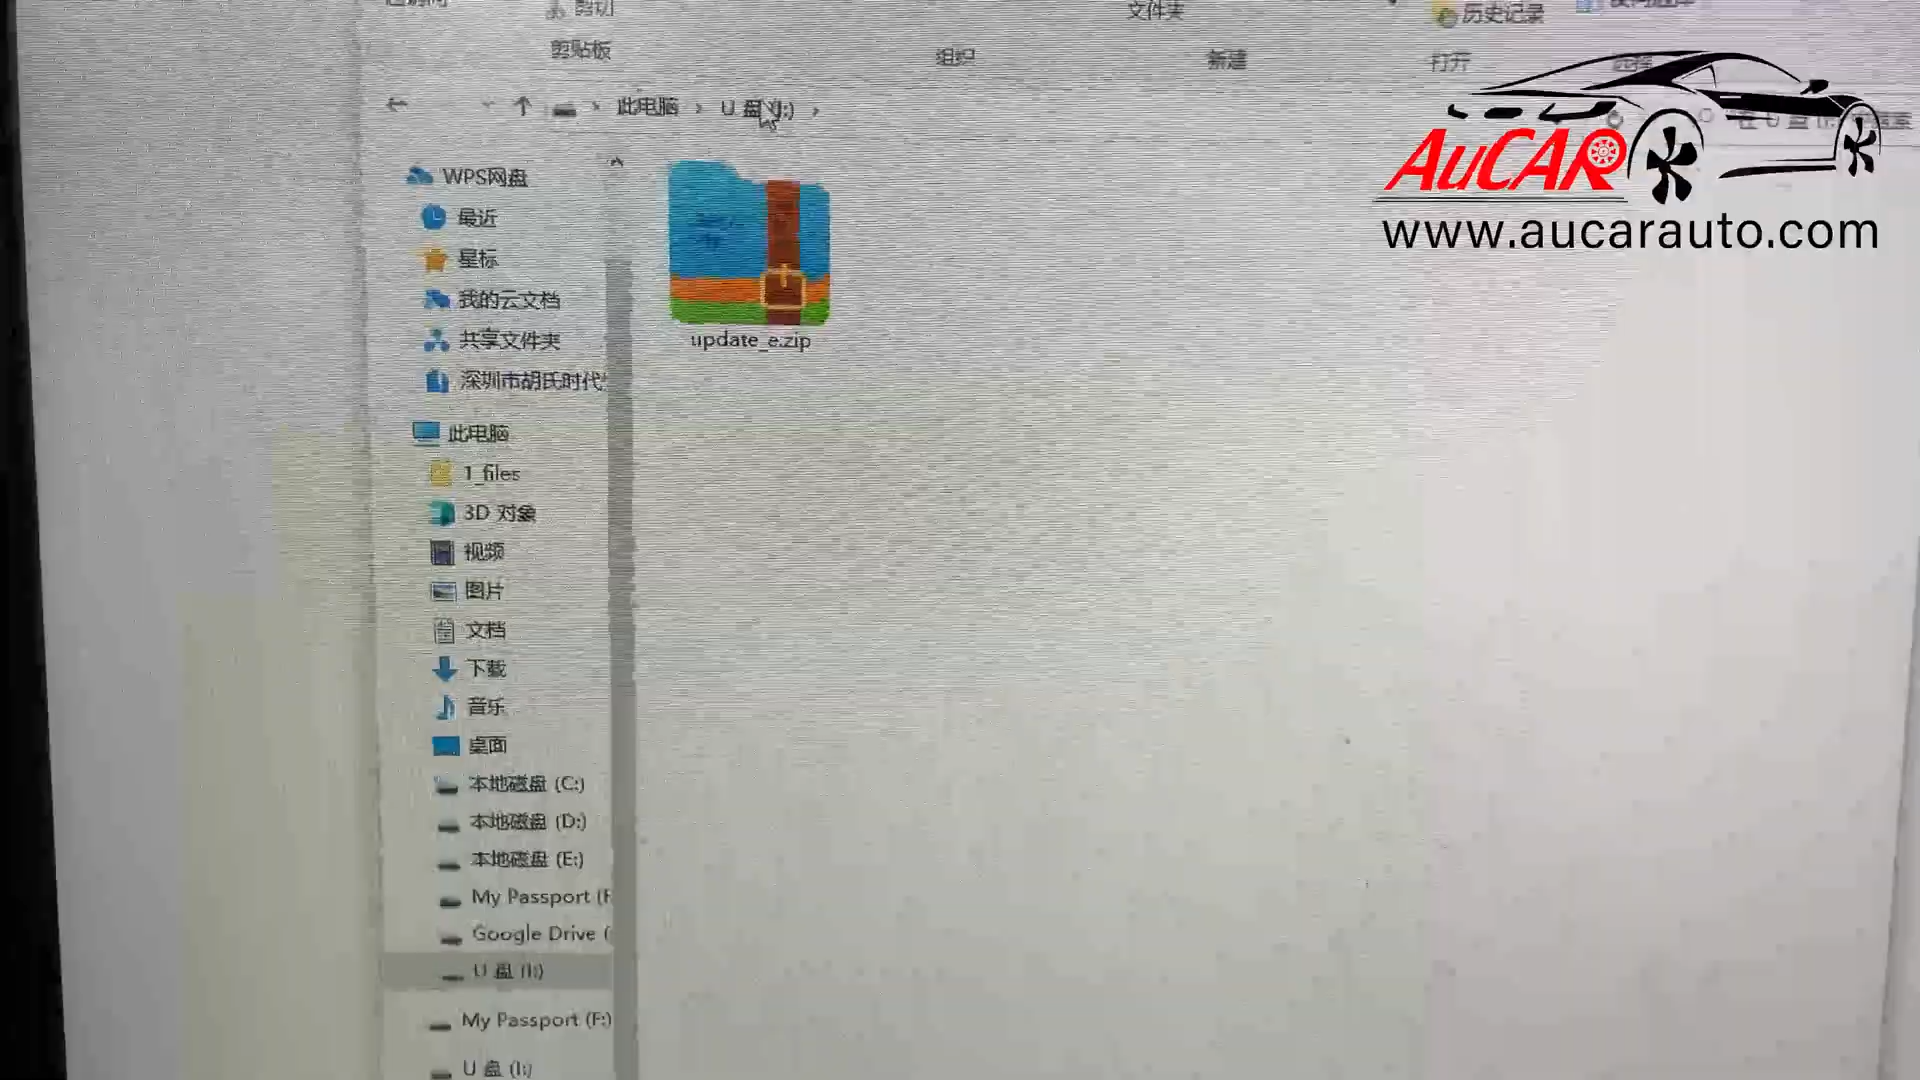 剪切
文件夹
历史记录
剪贴板
组织
新建
打开
选择
此电脑 › U 盘 (I:) ›
AuCAR
www.aucarauto.com
WPS网盘
最近
星标
我的云文档
共享文件夹
深圳市胡氏时代
此电脑
1_files
3D 对象
视频
图片
文档
下载
音乐
桌面
本地磁盘 (C:)
本地磁盘 (D:)
本地磁盘 (E:)
My Passport (F
Google Drive (
U 盘 (I:)
My Passport (F:)
U 盘 (I:)
update_e.zip